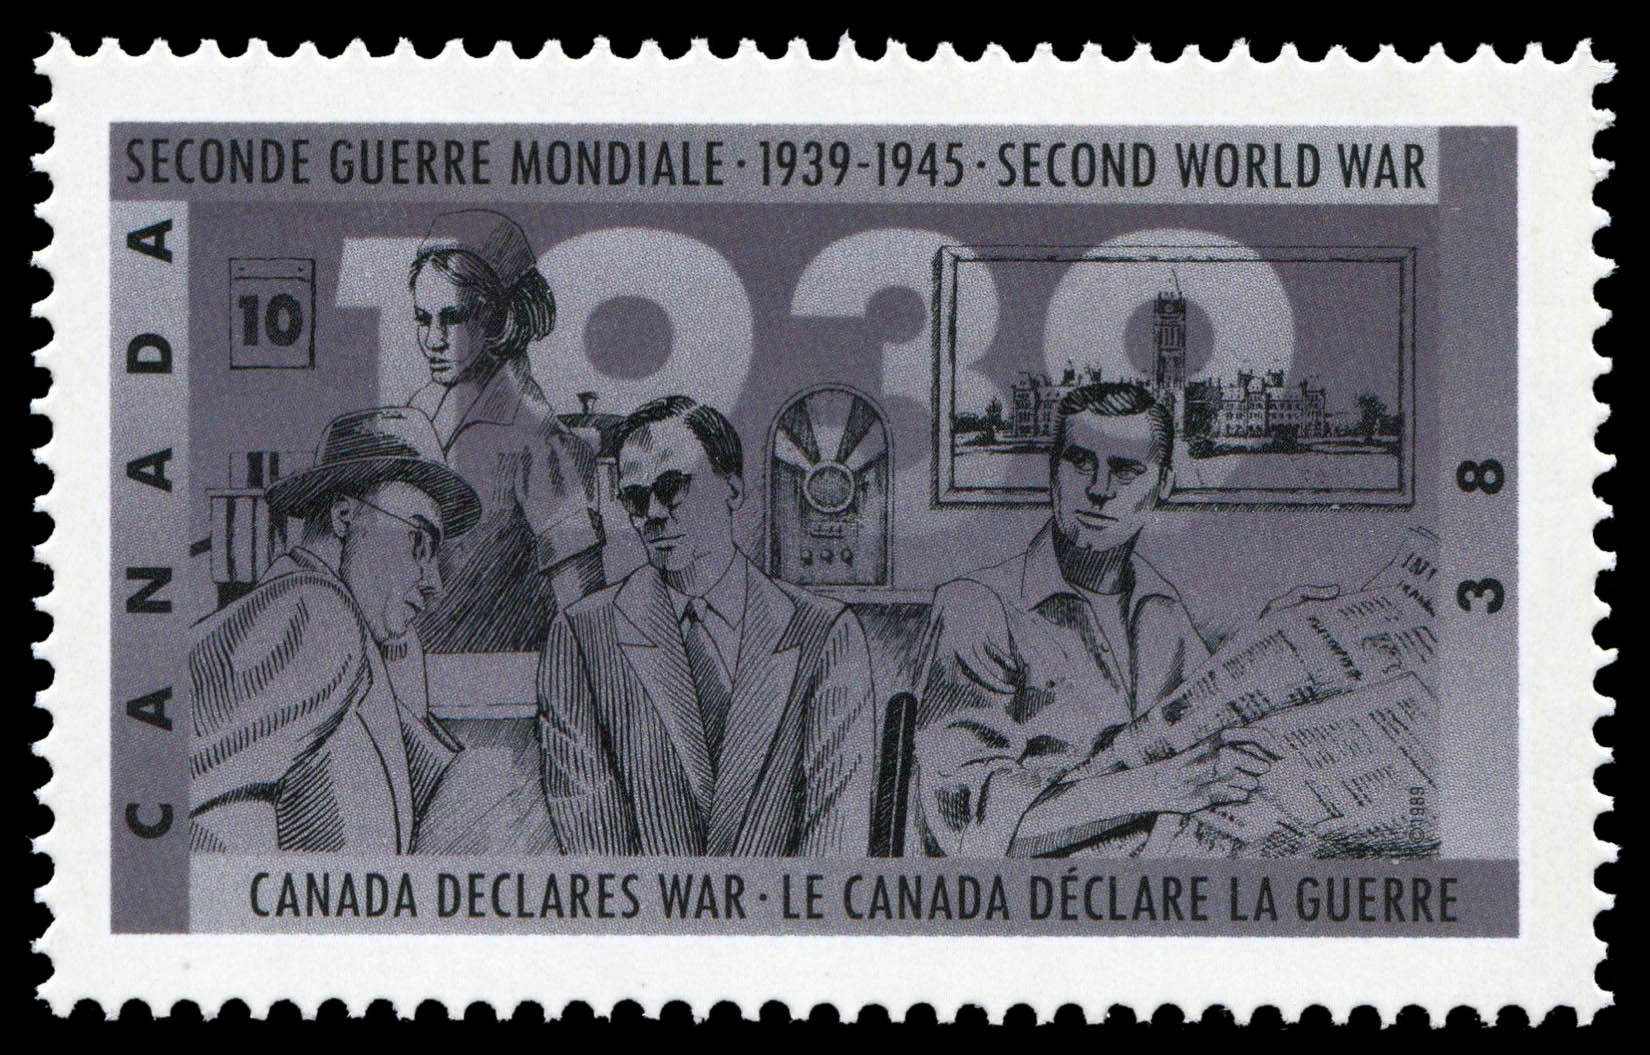 SECONDE GUERRE MONDIALE · 1939-1945 · SECOND WORLD WAR
CANADA
10
1939
38
©1989
CANADA DECLARES WAR · LE CANADA DÉCLARE LA GUERRE